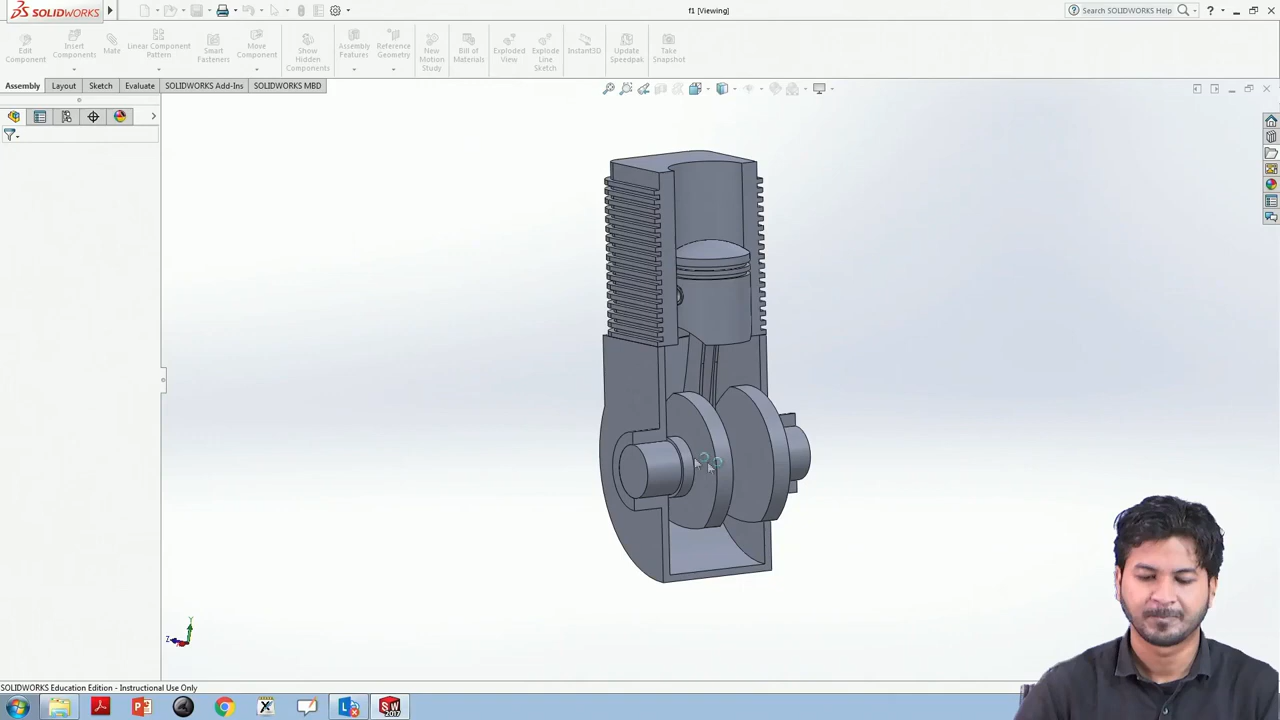 SOLIDWORKS
f1 [Viewing]
Search SOLIDWORKS Help
?
Edit Component
Insert Components
Mate
Linear Component Pattern
Smart Fasteners
Move Component
Show Hidden Components
Assembly Features
Reference Geometry
New Motion Study
Bill of Materials
Exploded View
Explode Line Sketch
Instant3D
Update Speedpak
Take Snapshot
Assembly
Layout
Sketch
Evaluate
SOLIDWORKS Add-Ins
SOLIDWORKS MBD
Y
Z
SOLIDWORKS Education Edition - Instructional Use Only
SW
2017